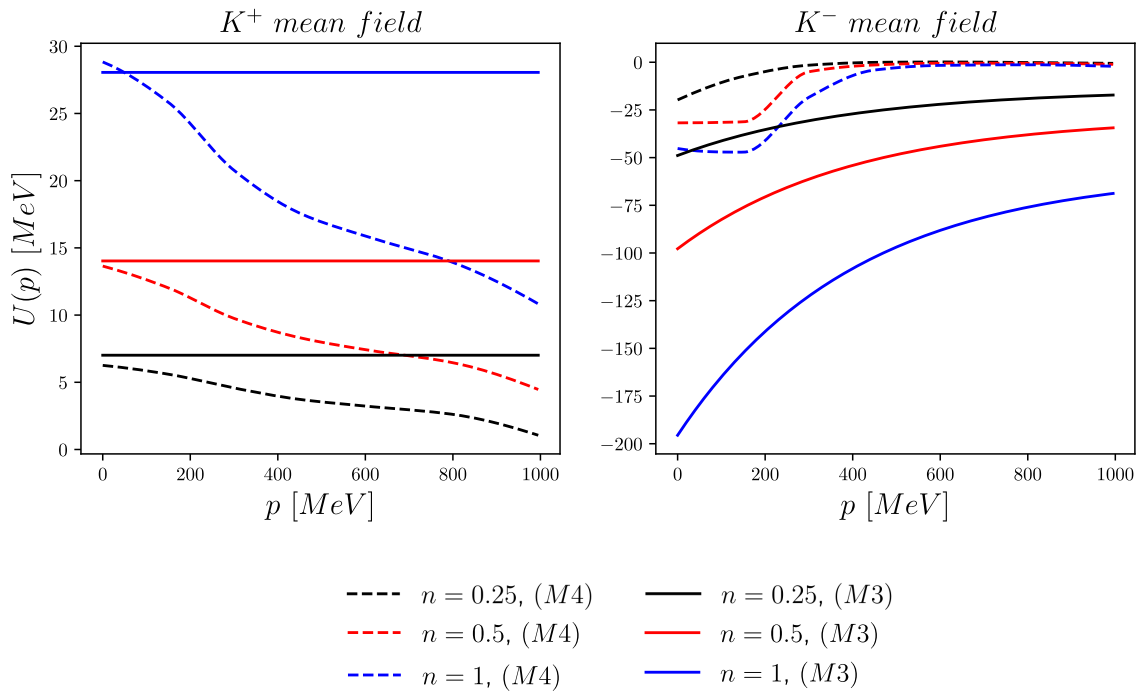 K⁺ mean field
K⁻ mean field
U(p) [MeV]
30
25
20
15
10
5
0
0
200
400
600
800
1000
p [MeV]
0
−25
−50
−75
−100
−125
−150
−175
−200
0
200
400
600
800
1000
p [MeV]
n = 0.25, (M4)
n = 0.5, (M4)
n = 1, (M4)
n = 0.25, (M3)
n = 0.5, (M3)
n = 1, (M3)